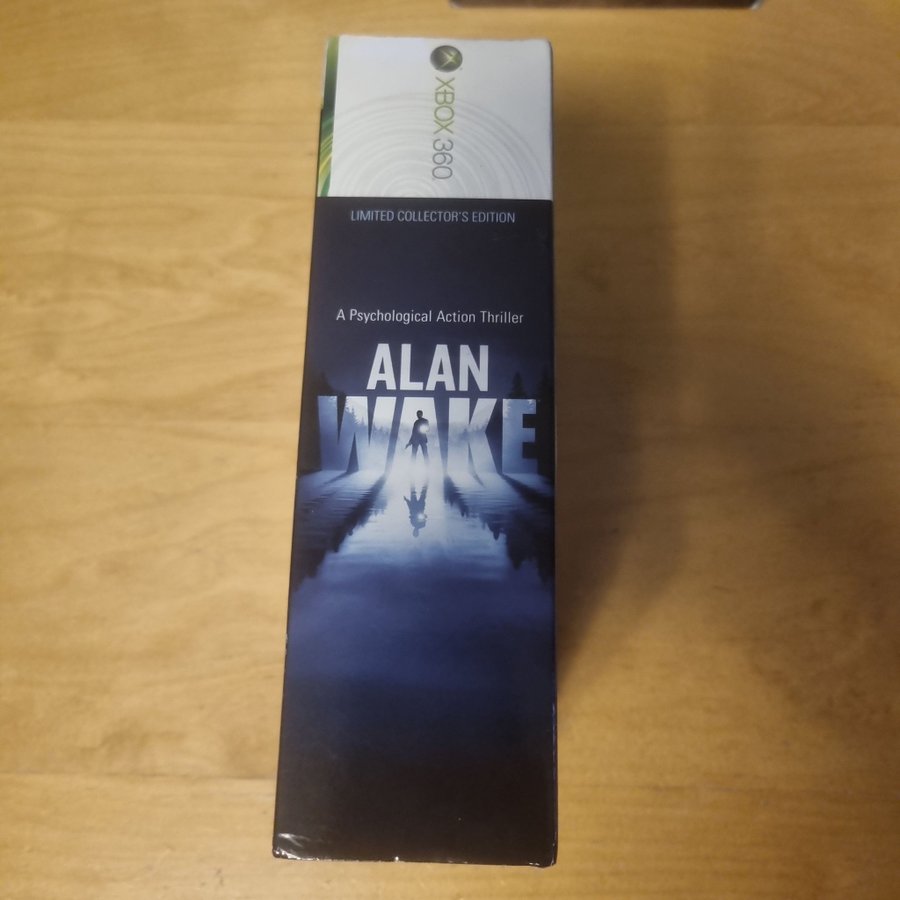 XBOX 360
LIMITED COLLECTOR'S EDITION
A Psychological Action Thriller
ALAN
WAKE